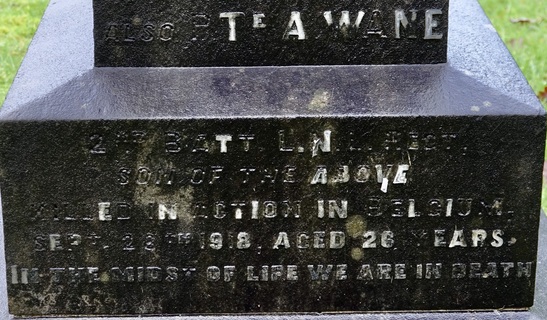 ALSO PTE A WANE
2ND BATT. L.N.L. REGT.
SON OF THE ABOVE
KILLED IN ACTION IN BELGIUM,
SEPT. 28TH 1918, AGED 26 YEARS.
IN THE MIDST OF LIFE WE ARE IN DEATH